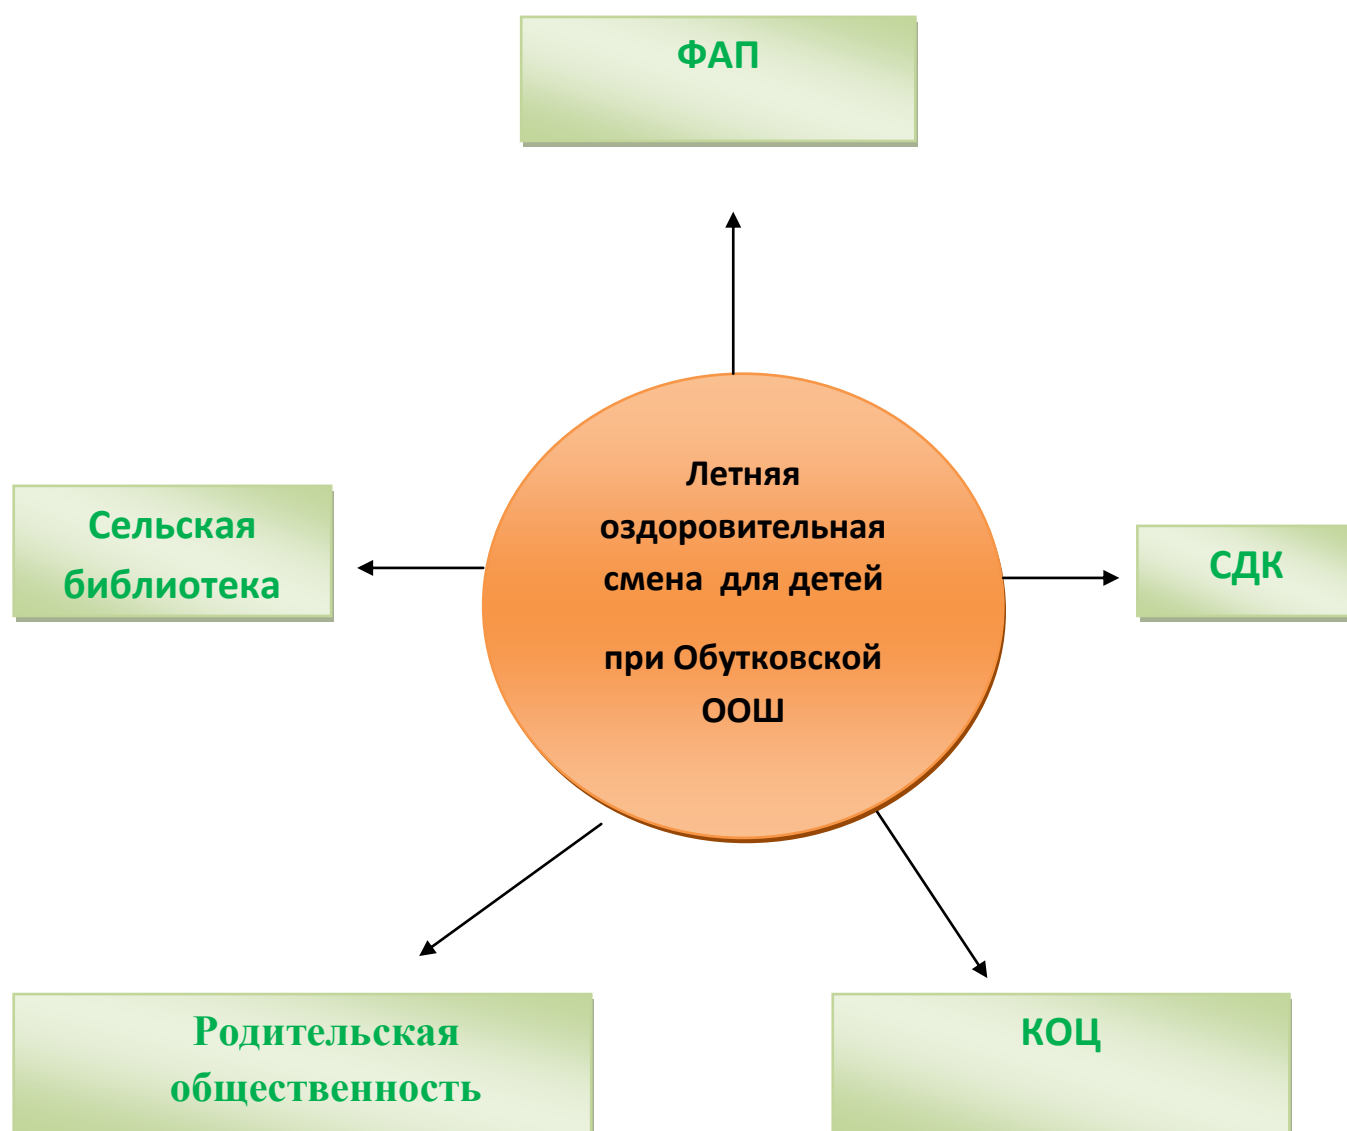 ФАП
Летняя
оздоровительная
смена для детей
при Обутковской
ООШ
Сельская
библиотека
СДК
Родительская
общественность
КОЦ